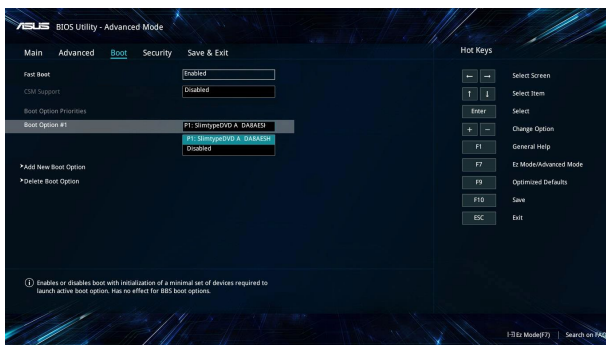 ASUS BIOS Utility - Advanced Mode
Main Advanced Boot Security Save & Exit
Hot Keys
Fast Boot Enabled
CSM Support Disabled
Boot Option Priorities
Boot Option #1 P1: SlimtypeDVD A DA8AESI
P1: SlimtypeDVD A DA8AESH
Disabled
Add New Boot Option
Delete Boot Option
← → Select Screen
↑ ↓ Select Item
Enter Select
+ − Change Option
F1 General Help
F7 Ez Mode/Advanced Mode
F9 Optimized Defaults
F10 Save
ESC Exit
Enables or disables boot with initialization of a minimal set of devices required to
launch active boot option. Has no effect for BBS boot options.
Ez Mode(F7) | Search on FAQ